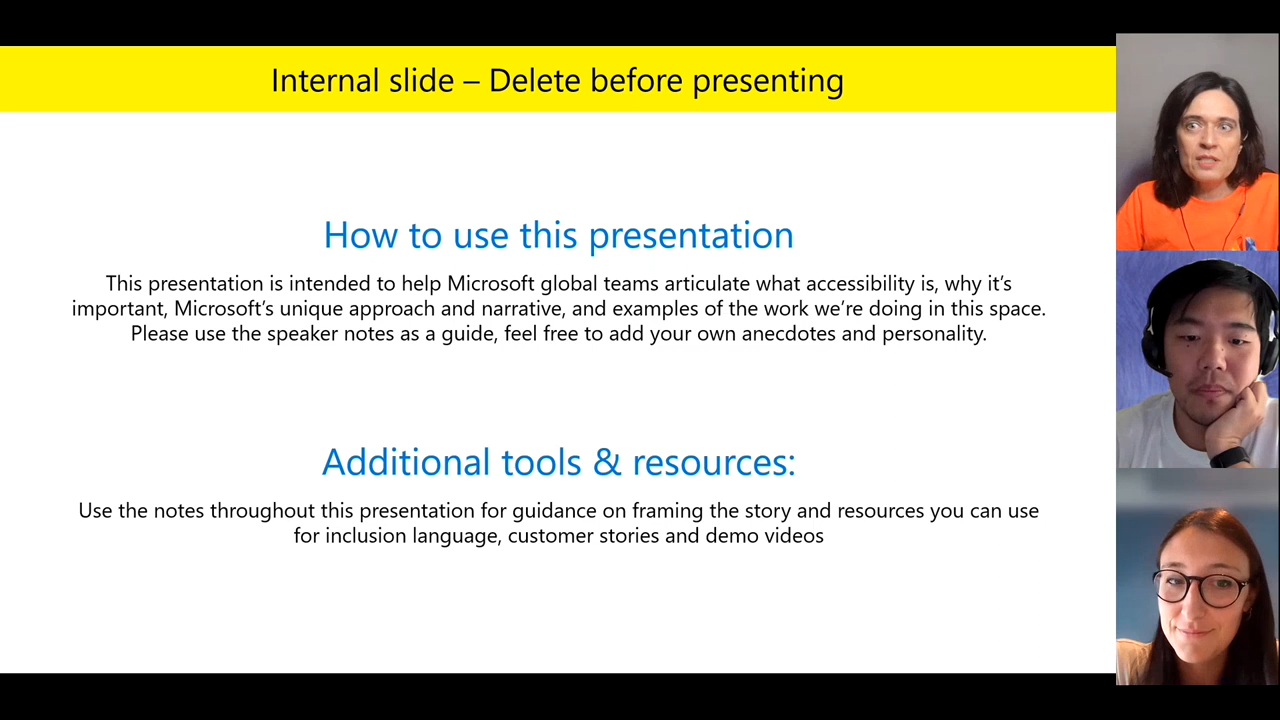 Internal slide – Delete before presenting
How to use this presentation
This presentation is intended to help Microsoft global teams articulate what accessibility is, why it’s
important, Microsoft’s unique approach and narrative, and examples of the work we’re doing in this space.
Please use the speaker notes as a guide, feel free to add your own anecdotes and personality.
Additional tools & resources:
Use the notes throughout this presentation for guidance on framing the story and resources you can use
for inclusion language, customer stories and demo videos